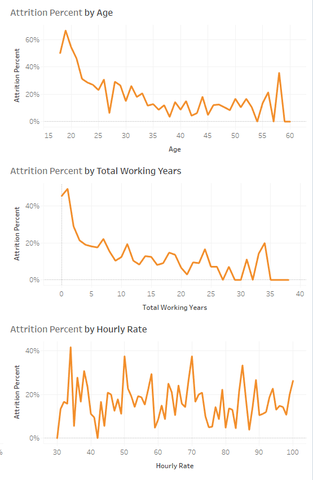 Attrition Percent by Age
60%
40%
20%
0%
Attrition Percent
15 20 25 30 35 40 45 50 55 60
Age
Attrition Percent by Total Working Years
40%
20%
0%
Attrition Percent
0 5 10 15 20 25 30 35 40
Total Working Years
Attrition Percent by Hourly Rate
40%
20%
0%
Attrition Percent
30 40 50 60 70 80 90 100
Hourly Rate
%